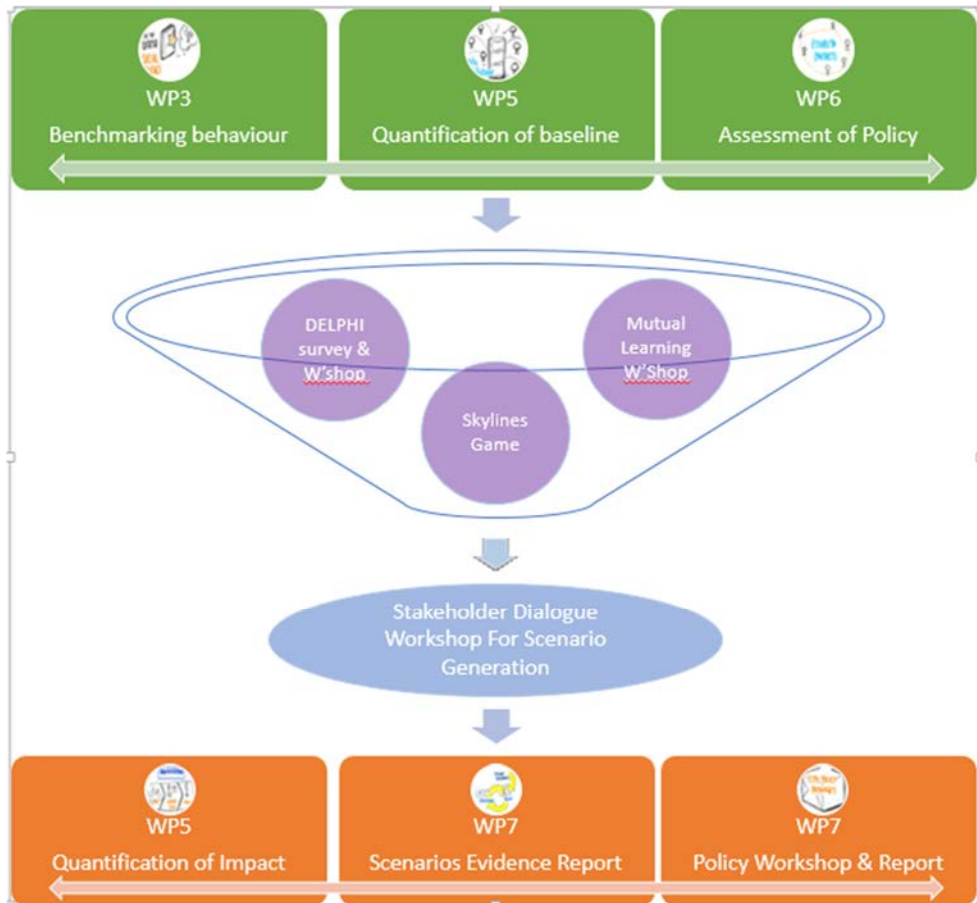 WP3
Benchmarking behaviour
WP5
Quantification of baseline
WP6
Assessment of Policy
DELPHI
survey &
W'shop
Mutual
Learning
W'Shop
Skylines
Game
Stakeholder Dialogue
Workshop For Scenario
Generation
WP5
Quantification of Impact
WP7
Scenarios Evidence Report
WP7
Policy Workshop & Report